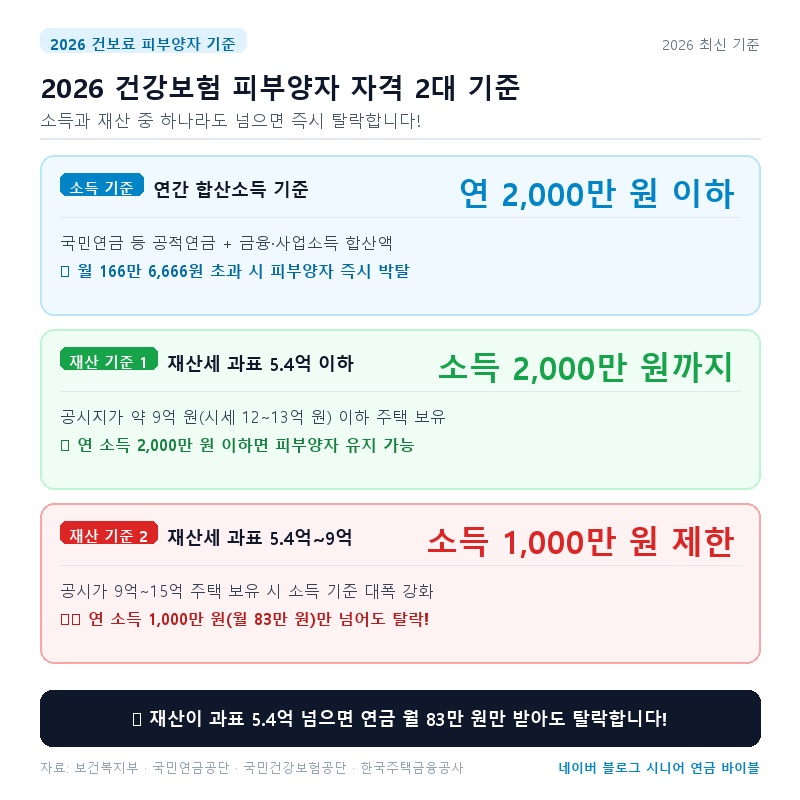 2026 건보료 피부양자 기준
2026 최신 기준
2026 건강보험 피부양자 자격 2대 기준
소득과 재산 중 하나라도 넘으면 즉시 탈락합니다!
소득 기준 연간 합산소득 기준 연 2,000만 원 이하
국민연금 등 공적연금 + 금융·사업소득 합산액
월 166만 6,666원 초과 시 피부양자 즉시 박탈
재산 기준 1 재산세 과표 5.4억 이하 소득 2,000만 원까지
공시지가 약 9억 원(시세 12~13억 원) 이하 주택 보유
연 소득 2,000만 원 이하면 피부양자 유지 가능
재산 기준 2 재산세 과표 5.4억~9억 소득 1,000만 원 제한
공시가 9억~15억 주택 보유 시 소득 기준 대폭 강화
연 소득 1,000만 원(월 83만 원)만 넘어도 탈락!
재산이 과표 5.4억 넘으면 연금 월 83만 원만 받아도 탈락합니다!
자료: 보건복지부 · 국민연금공단 · 국민건강보험공단 · 한국주택금융공사
네이버 블로그 시니어 연금 바이블